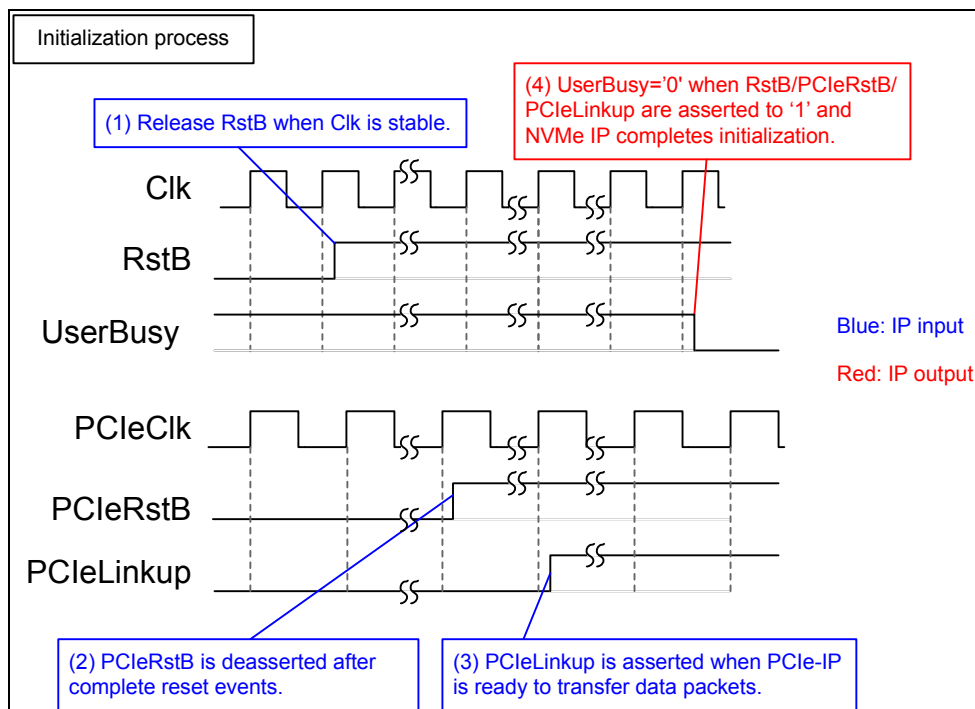 Initialization process
(4) UserBusy='0' when RstB/PCIeRstB/
PCIeLinkup are asserted to ‘1’ and
NVMe IP completes initialization.
(1) Release RstB when Clk is stable.
Clk
RstB
UserBusy
Blue: IP input
Red: IP output
PCIeClk
PCIeRstB
PCIeLinkup
(2) PCIeRstB is deasserted after
complete reset events.
(3) PCIeLinkup is asserted when PCIe-IP
is ready to transfer data packets.